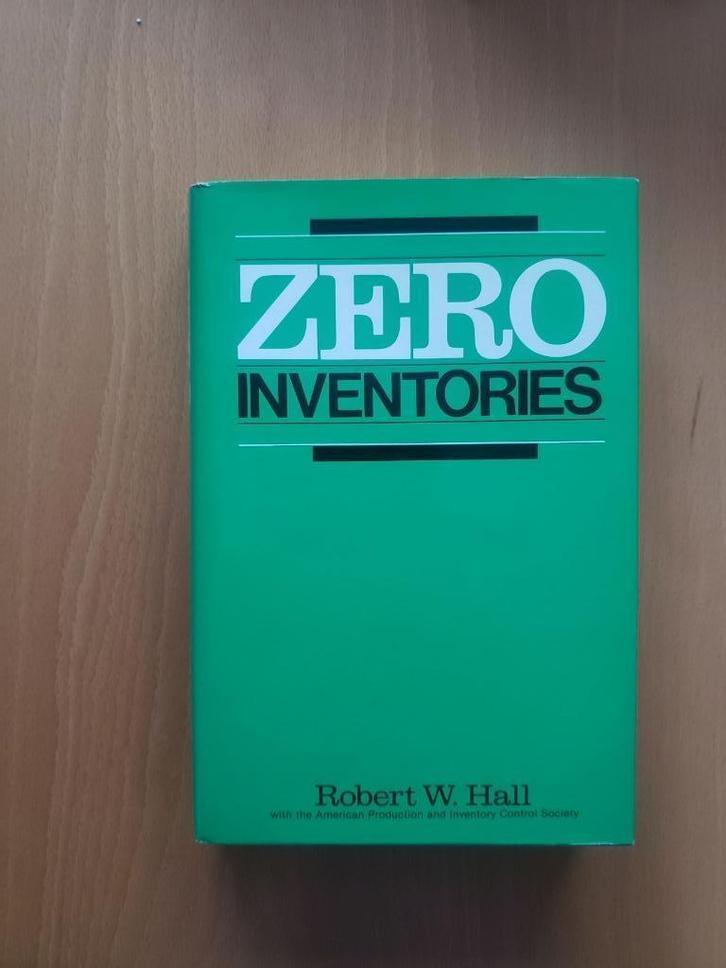 ZERO
INVENTORIES
Robert W. Hall
with the American Production and Inventory Control Society